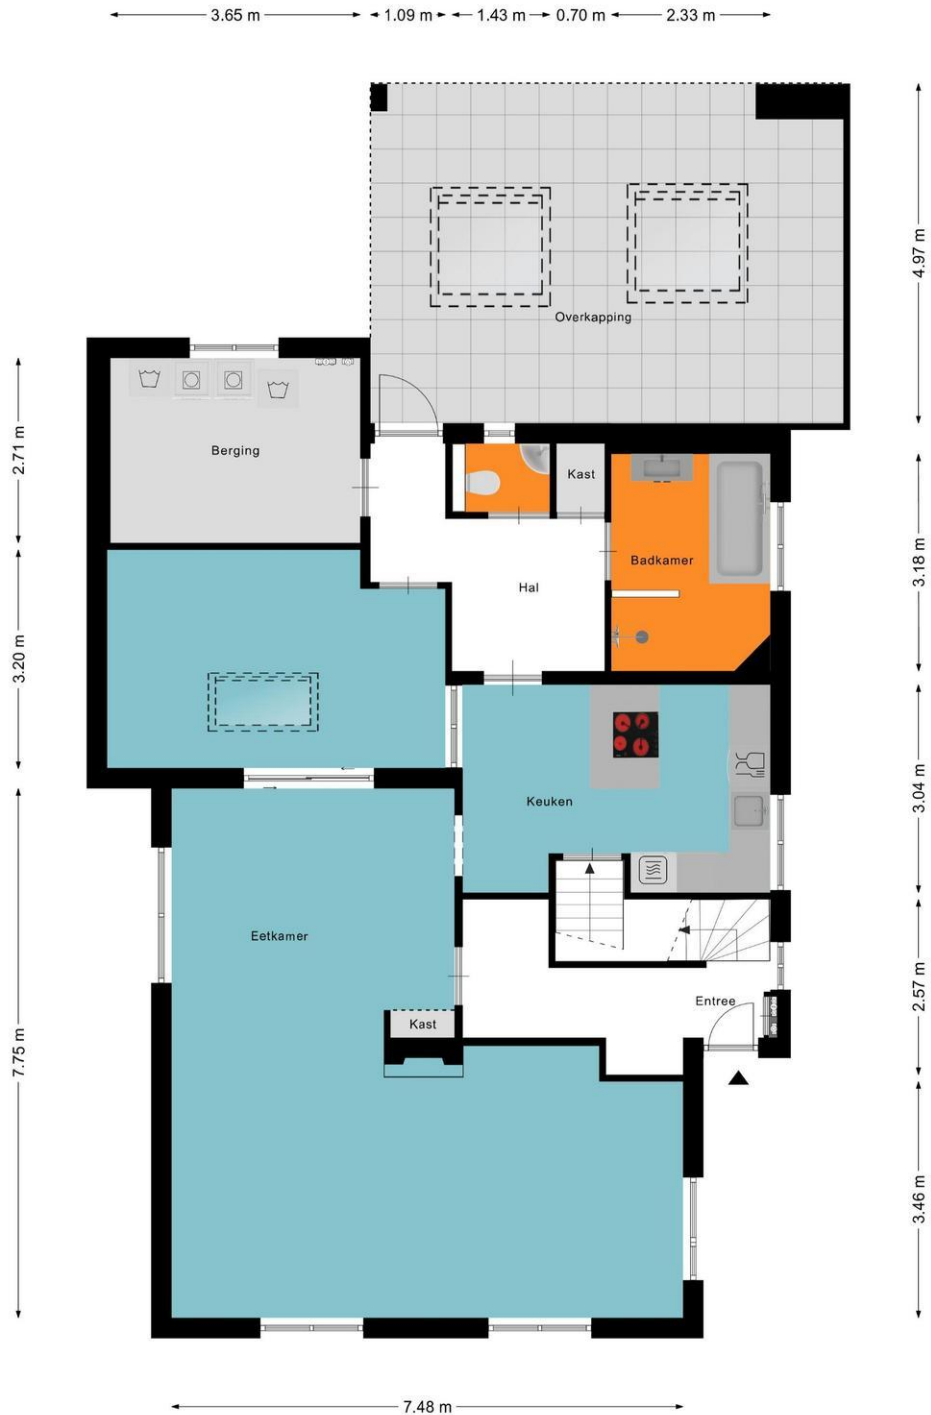 3.65 m
1.09 m
1.43 m
0.70 m
2.33 m
4.97 m
Overkapping
2.71 m
Berging
Kast
Badkamer
3.18 m
Hal
3.20 m
Keuken
3.04 m
Eetkamer
2.57 m
Entree
Kast
7.75 m
3.46 m
7.48 m